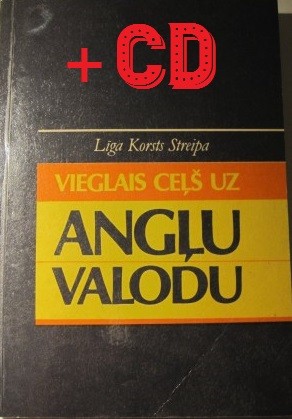 + CD
Līga Korsts Streipa
VIEGLAIS CEĻŠ UZ
ANGĻU
VALODU